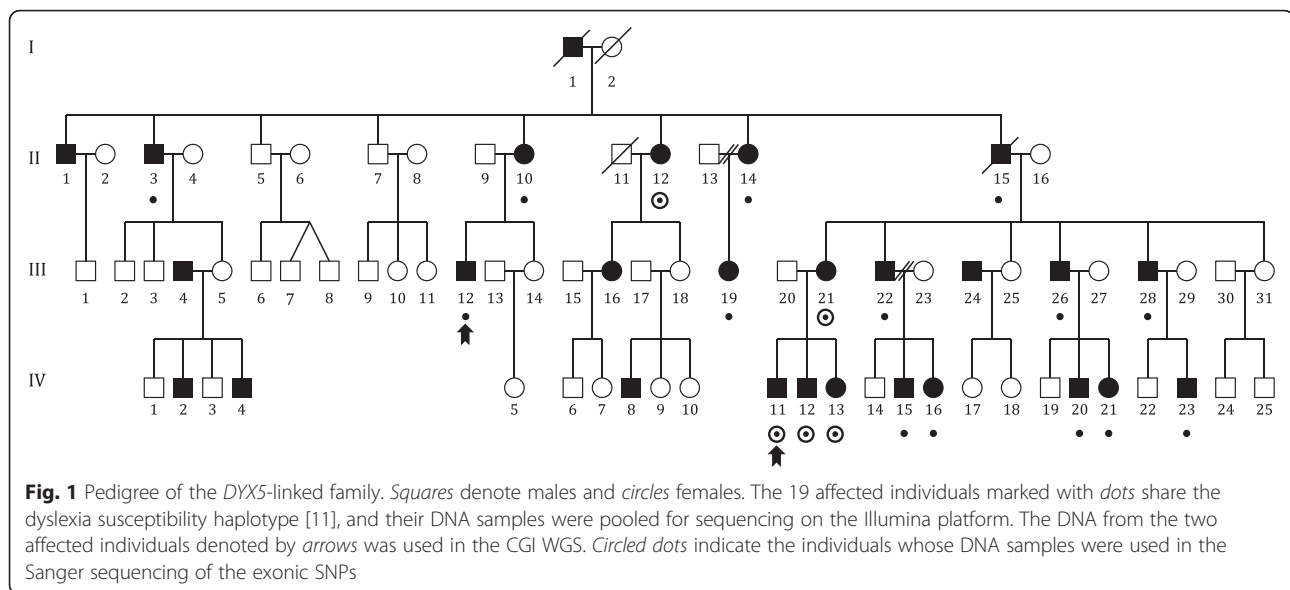 I
1 2
II
1 2 3 4 5 6 7 8 9 10 11 12 13 14 15 16
III
1 2 3 4 5 6 7 8 9 10 11 12 13 14 15 16 17 18 19 20 21 22 23 24 25 26 27 28 29 30 31
IV
1 2 3 4 5 6 7 8 9 10 11 12 13 14 15 16 17 18 19 20 21 22 23 24 25
Fig. 1 Pedigree of the DYX5-linked family. Squares denote males and circles females. The 19 affected individuals marked with dots share the
dyslexia susceptibility haplotype [11], and their DNA samples were pooled for sequencing on the Illumina platform. The DNA from the two
affected individuals denoted by arrows was used in the CGI WGS. Circled dots indicate the individuals whose DNA samples were used in the
Sanger sequencing of the exonic SNPs